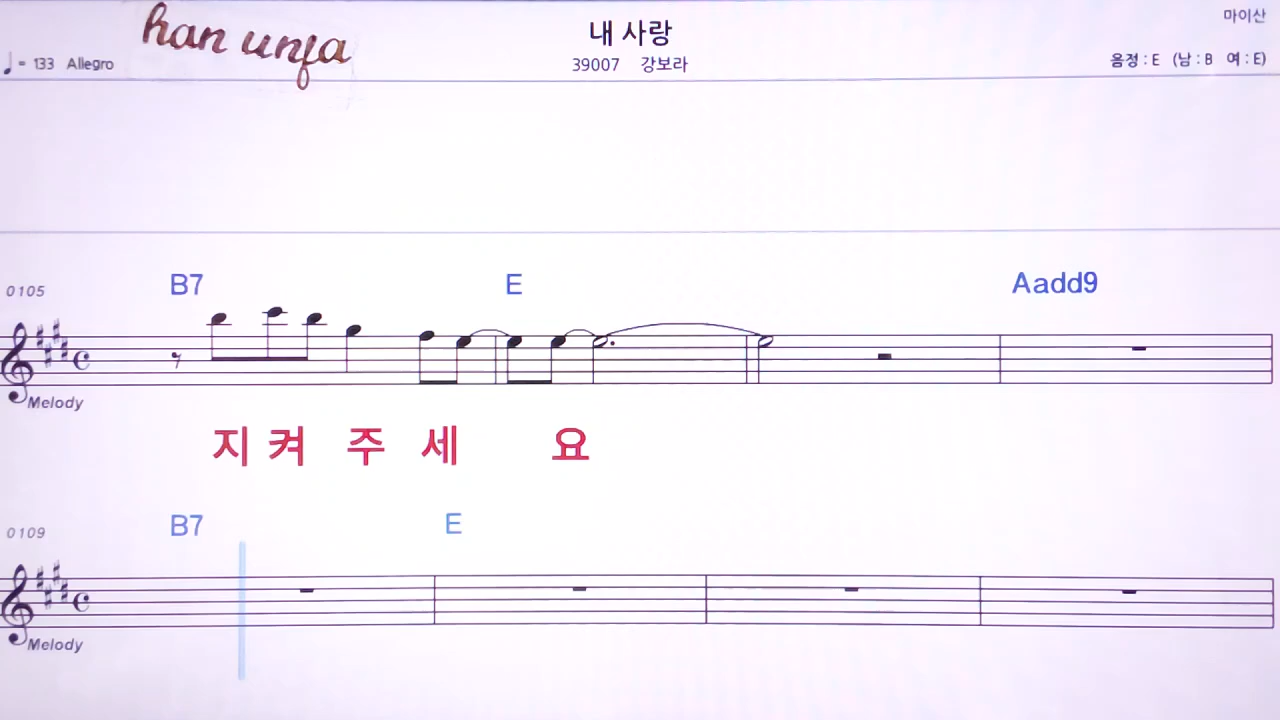 han unfa
내 사랑
마이산
♩= 133 Allegro
39007 강보라
음정 : E (남 : B 여 : E)
B7 E Aadd9
0105
Melody
지 켜 주 세 요
B7 E
0109
Melody